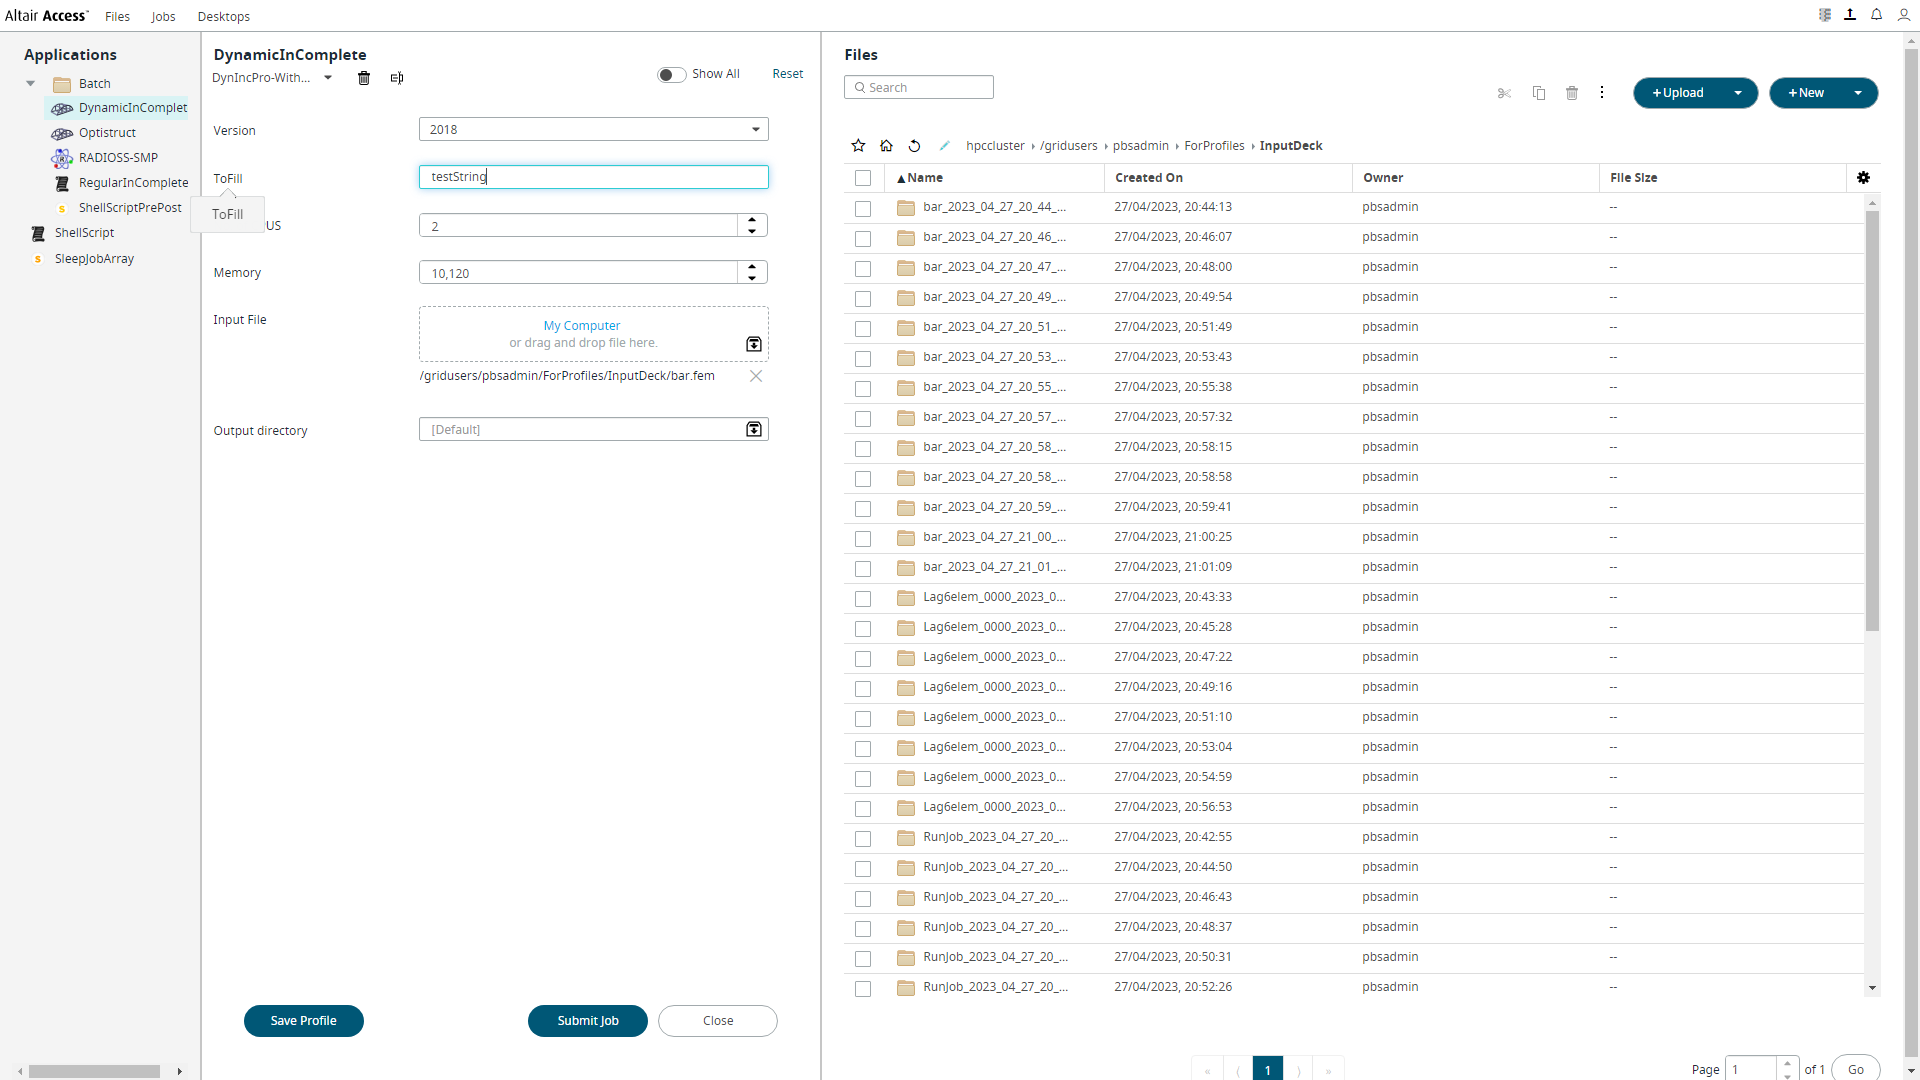 Altair Access™ Files Jobs Desktops
Applications
Batch
DynamicInComplet
Optistruct
RADIOSS-SMP
RegularInComplete
ShellScriptPrePost
ShellScript
SleepJobArray
DynamicInComplete
DynIncPro-With...
Show All
Reset
Version
2018
ToFill
testString
ToFill
US
2
Memory
10,120
Input File
My Computer
or drag and drop file here.
/gridusers/pbsadmin/ForProfiles/InputDeck/bar.fem
Output directory
[Default]
Save Profile
Submit Job
Close
Files
Search
+Upload
+New
hpccluster › /gridusers › pbsadmin › ForProfiles › InputDeck
▲Name Created On Owner File Size
bar_2023_04_27_20_44_... 27/04/2023, 20:44:13 pbsadmin --
bar_2023_04_27_20_46_... 27/04/2023, 20:46:07 pbsadmin --
bar_2023_04_27_20_47_... 27/04/2023, 20:48:00 pbsadmin --
bar_2023_04_27_20_49_... 27/04/2023, 20:49:54 pbsadmin --
bar_2023_04_27_20_51_... 27/04/2023, 20:51:49 pbsadmin --
bar_2023_04_27_20_53_... 27/04/2023, 20:53:43 pbsadmin --
bar_2023_04_27_20_55_... 27/04/2023, 20:55:38 pbsadmin --
bar_2023_04_27_20_57_... 27/04/2023, 20:57:32 pbsadmin --
bar_2023_04_27_20_58_... 27/04/2023, 20:58:15 pbsadmin --
bar_2023_04_27_20_58_... 27/04/2023, 20:58:58 pbsadmin --
bar_2023_04_27_20_59_... 27/04/2023, 20:59:41 pbsadmin --
bar_2023_04_27_21_00_... 27/04/2023, 21:00:25 pbsadmin --
bar_2023_04_27_21_01_... 27/04/2023, 21:01:09 pbsadmin --
Lag6elem_0000_2023_0... 27/04/2023, 20:43:33 pbsadmin --
Lag6elem_0000_2023_0... 27/04/2023, 20:45:28 pbsadmin --
Lag6elem_0000_2023_0... 27/04/2023, 20:47:22 pbsadmin --
Lag6elem_0000_2023_0... 27/04/2023, 20:49:16 pbsadmin --
Lag6elem_0000_2023_0... 27/04/2023, 20:51:10 pbsadmin --
Lag6elem_0000_2023_0... 27/04/2023, 20:53:04 pbsadmin --
Lag6elem_0000_2023_0... 27/04/2023, 20:54:59 pbsadmin --
Lag6elem_0000_2023_0... 27/04/2023, 20:56:53 pbsadmin --
RunJob_2023_04_27_20_... 27/04/2023, 20:42:55 pbsadmin --
RunJob_2023_04_27_20_... 27/04/2023, 20:44:50 pbsadmin --
RunJob_2023_04_27_20_... 27/04/2023, 20:46:43 pbsadmin --
RunJob_2023_04_27_20_... 27/04/2023, 20:48:37 pbsadmin --
RunJob_2023_04_27_20_... 27/04/2023, 20:50:31 pbsadmin --
RunJob_2023_04_27_20_... 27/04/2023, 20:52:26 pbsadmin --
« ⟨ 1 ⟩ »
Page 1 of 1 Go